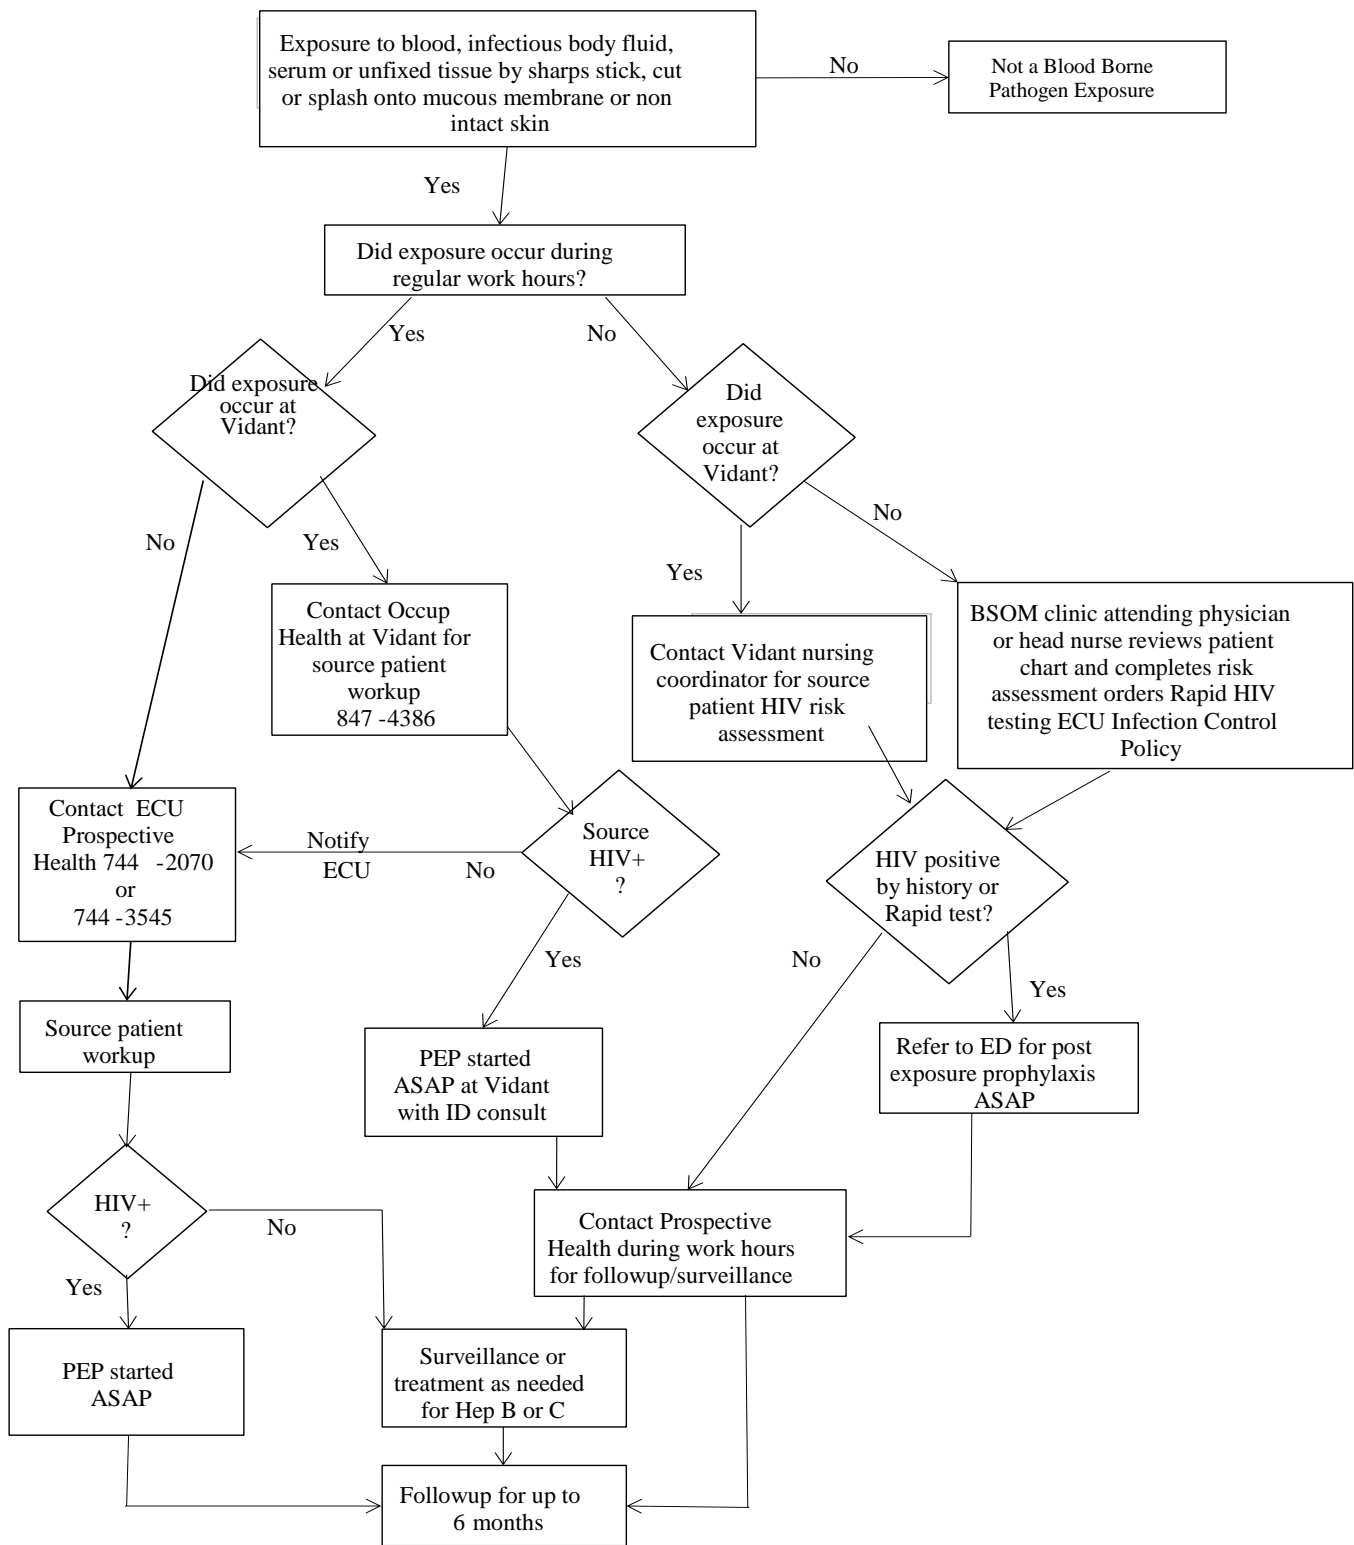 Exposure to blood, infectious body fluid,
serum or unfixed tissue by sharps stick, cut
or splash onto mucous membrane or non
intact skin
No
Not a Blood Borne
Pathogen Exposure
Yes
Did exposure occur during
regular work hours?
Yes
No
Did exposure
occur at
Vidant?
Did
exposure
occur at
Vidant?
No
Yes
Yes
No
Contact Occup
Health at Vidant for
source patient
workup
847 -4386
Contact Vidant nursing
coordinator for source
patient HIV risk
assessment
BSOM clinic attending physician
or head nurse reviews patient
chart and completes risk
assessment orders Rapid HIV
testing ECU Infection Control
Policy
Contact ECU
Prospective
Health 744 -2070
or
744 -3545
Notify
ECU
No
Source
HIV+
?
HIV positive
by history or
Rapid test?
Yes
No
Yes
Source patient
workup
PEP started
ASAP at Vidant
with ID consult
Refer to ED for post
exposure prophylaxis
ASAP
HIV+
?
No
Yes
Contact Prospective
Health during work hours
for followup/surveillance
PEP started
ASAP
Surveillance or
treatment as needed
for Hep B or C
Followup for up to
6 months